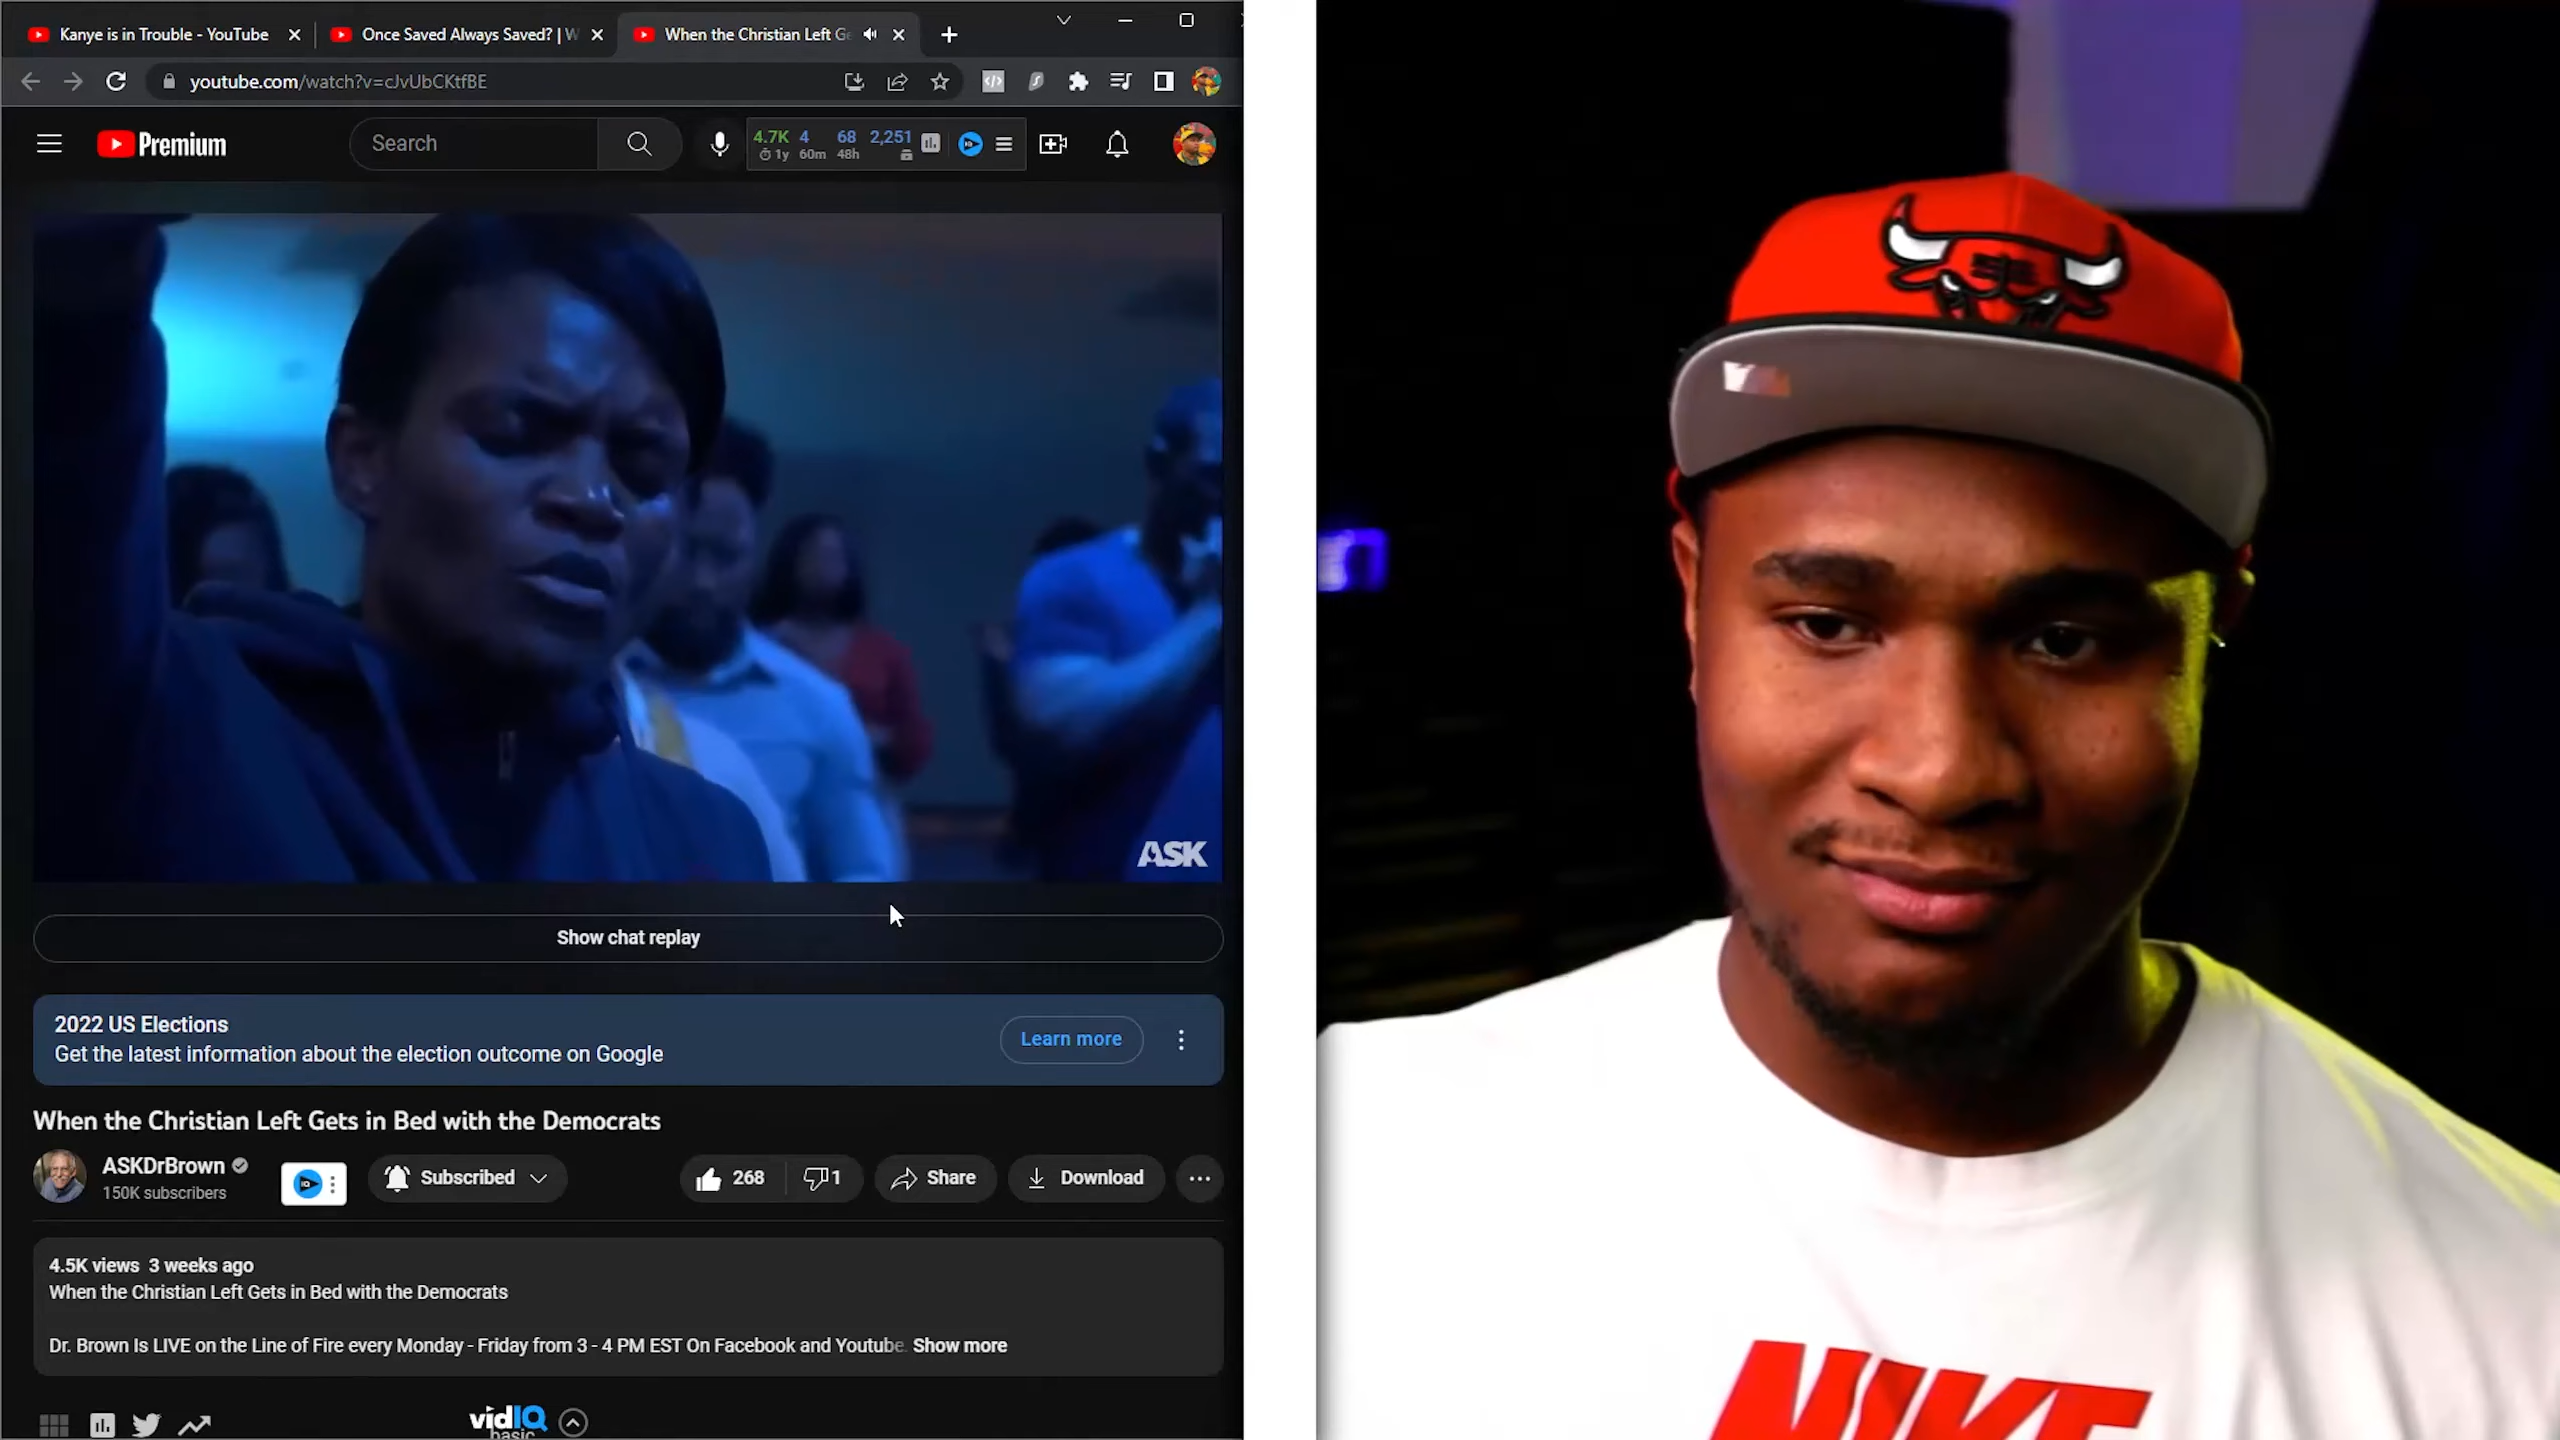 Kanye is in Trouble - YouTube
Once Saved Always Saved? | W
When the Christian Left Ge
youtube.com/watch?v=cJvUbCKtfBE
Premium
Search
4.7K 4 68 2,251
1y 60m 48h
ASK
Show chat replay
2022 US Elections
Get the latest information about the election outcome on Google
Learn more
When the Christian Left Gets in Bed with the Democrats
ASKDrBrown
150K subscribers
Subscribed
268
1
Share
Download
4.5K views 3 weeks ago
When the Christian Left Gets in Bed with the Democrats
Dr. Brown Is LIVE on the Line of Fire every Monday - Friday from 3 - 4 PM EST On Facebook and Youtube. Show more
vidIQ
basic
NIKE